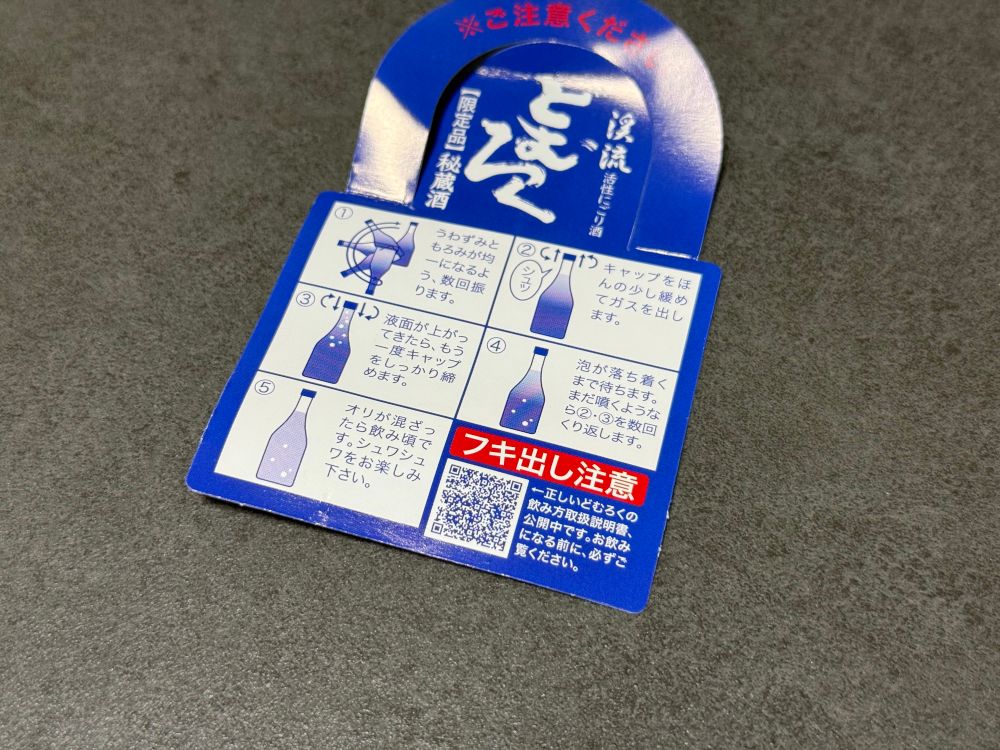 ※ご注意ください
渓流
活性にごり酒
どむろく
【限定品】秘蔵酒
①
うわずみと
もろみが均
一になるよ
う、数回振
ります。
②
シュッ
キャップをほ
んの少し緩め
てガスを出し
ます。
③
液面が上がっ
てきたら、もう
一度キャップ
をしっかり締
めます。
④
泡が落ち着く
まで待ちます。
まだ噴くような
ら②・③を数回
くり返します。
⑤
オリが混ざっ
たら飲み頃で
す。シュワシュ
ワをお楽しみ
下さい。
フキ出し注意
←正しいどむろくの
飲み方取扱説明書、
公開中です。お飲み
になる前に、必ずご
覧ください。